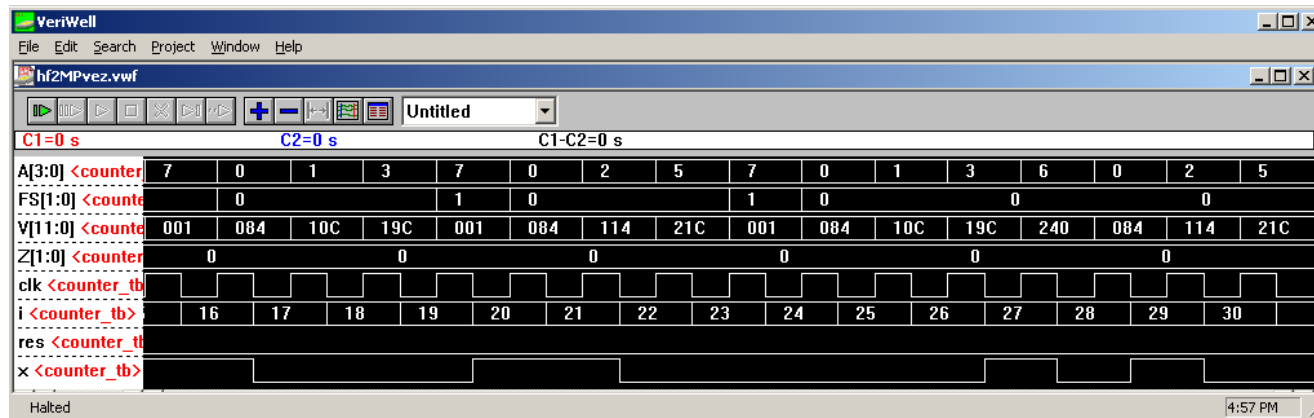 VeriWell
File Edit Search Project Window Help
hf2MPvez.vwf
Untitled
C1=0 s C2=0 s C1-C2=0 s
A[3:0] <counter 7 0 1 3 7 0 2 5 7 0 1 3 6 0 2 5
FS[1:0] <counte 0 1 0 1 0 0 0
V[11:0] <counte 001 084 10C 19C 001 084 114 21C 001 084 10C 19C 240 084 114 21C
Z[1:0] <counter 0 0 0 0 0 0
clk <counter_tb
i <counter_tb> 16 17 18 19 20 21 22 23 24 25 26 27 28 29 30
res <counter_tb
x <counter_tb>
Halted 4:57 PM